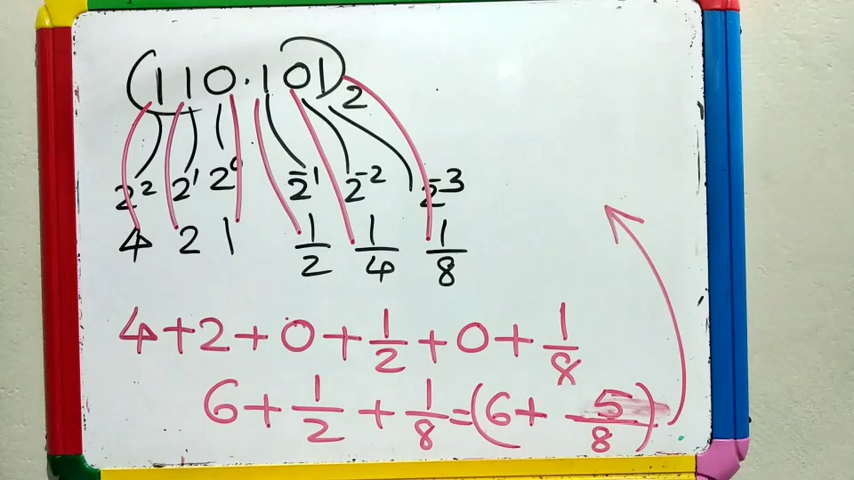 (110.101)₂
2² 2¹ 2⁰ 2⁻¹ 2⁻² 2⁻³
4 2 1 1/2 1/4 1/8
4+2+0+1/2+0+1/8
6+1/2+1/8=(6+5/8)